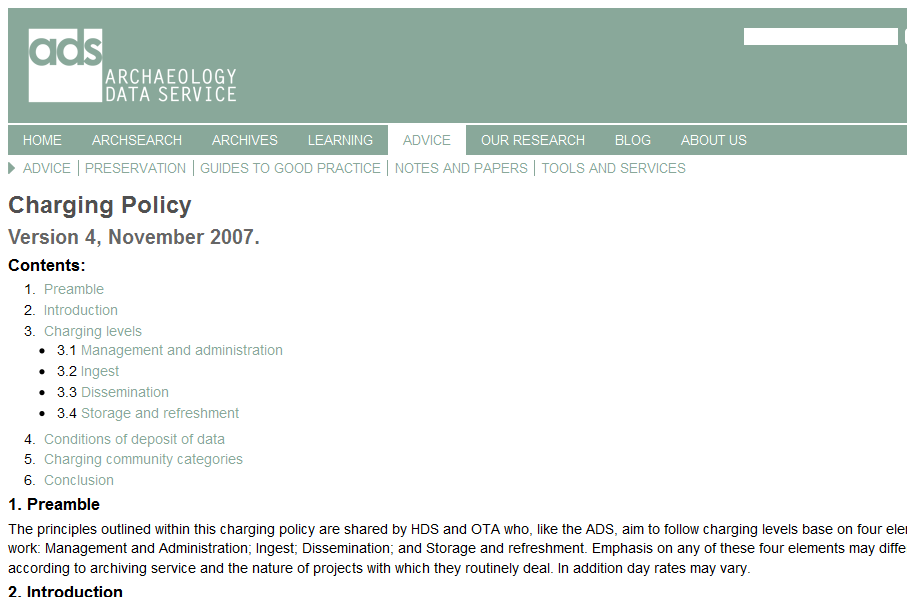 ads
ARCHAEOLOGY
DATA SERVICE
HOME ARCHSEARCH ARCHIVES LEARNING ADVICE OUR RESEARCH BLOG ABOUT US
ADVICE PRESERVATION GUIDES TO GOOD PRACTICE NOTES AND PAPERS TOOLS AND SERVICES
Charging Policy
Version 4, November 2007.
Contents:
1. Preamble
2. Introduction
3. Charging levels
• 3.1 Management and administration
• 3.2 Ingest
• 3.3 Dissemination
• 3.4 Storage and refreshment
4. Conditions of deposit of data
5. Charging community categories
6. Conclusion
1. Preamble
The principles outlined within this charging policy are shared by HDS and OTA who, like the ADS, aim to follow charging levels base on four
work: Management and Administration; Ingest; Dissemination; and Storage and refreshment. Emphasis on any of these four elements may
according to archiving service and the nature of projects with which they routinely deal. In addition day rates may vary.
2. Introduction